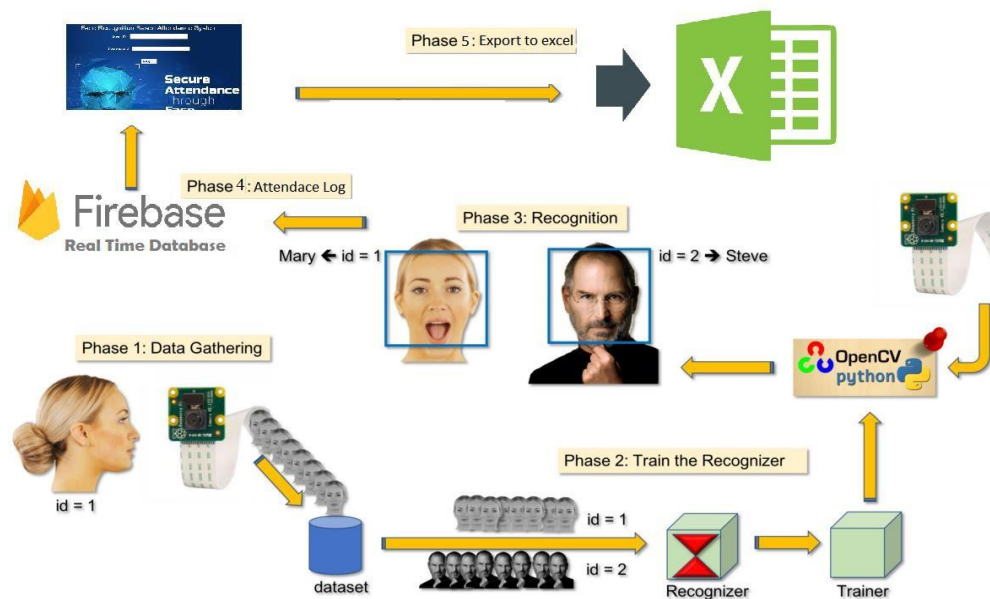 Phase 5: Export to excel
Secure
Attendance
Through
X
Phase 4: Attendace Log
Firebase
Real Time Database
Phase 3: Recognition
Mary ← id = 1
id = 2 → Steve
Phase 1: Data Gathering
OpenCV
python
Phase 2: Train the Recognizer
id = 1
id = 1
id = 2
dataset
Recognizer
Trainer